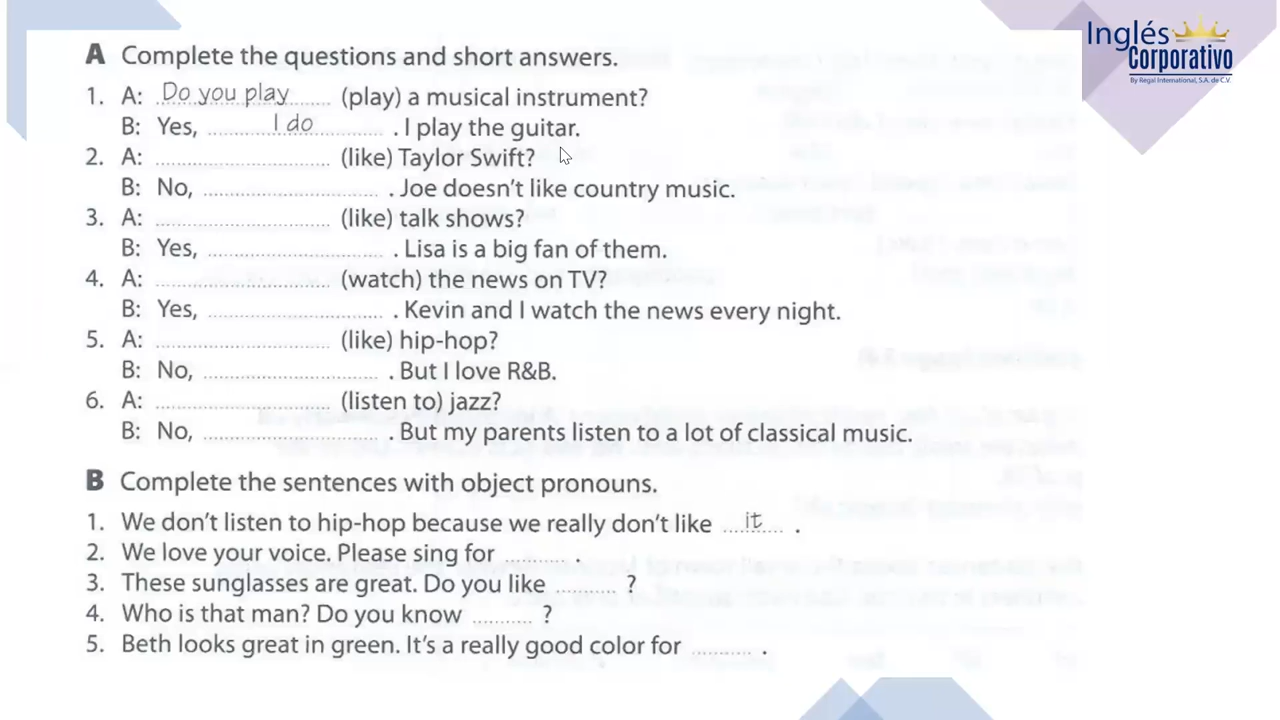 Inglés
Corporativo
By Regal International, S.A. de C.V.
A Complete the questions and short answers.
1. A: Do you play (play) a musical instrument?
B: Yes, I do . I play the guitar.
2. A: (like) Taylor Swift?
B: No, . Joe doesn't like country music.
3. A: (like) talk shows?
B: Yes, . Lisa is a big fan of them.
4. A: (watch) the news on TV?
B: Yes, . Kevin and I watch the news every night.
5. A: (like) hip-hop?
B: No, . But I love R&B.
6. A: (listen to) jazz?
B: No, . But my parents listen to a lot of classical music.
B Complete the sentences with object pronouns.
1. We don't listen to hip-hop because we really don't like it .
2. We love your voice. Please sing for .
3. These sunglasses are great. Do you like ?
4. Who is that man? Do you know ?
5. Beth looks great in green. It's a really good color for .